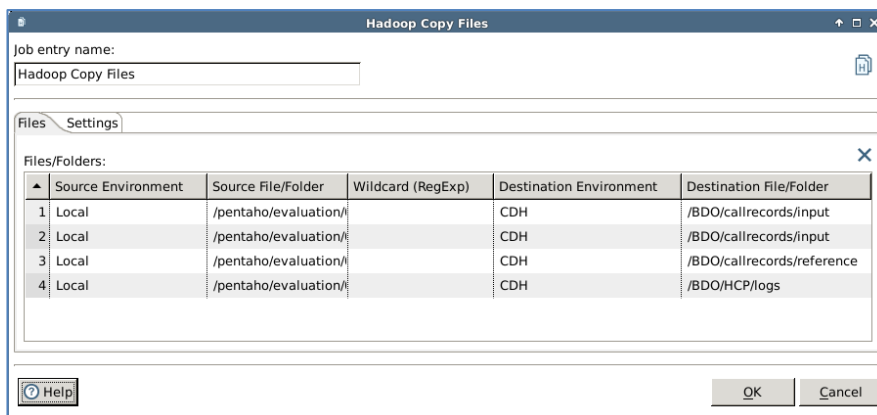 Hadoop Copy Files
Job entry name:
Hadoop Copy Files
Files Settings
Files/Folders:
Source Environment Source File/Folder Wildcard (RegExp) Destination Environment Destination File/Folder
1 Local /pentaho/evaluation/ CDH /BDO/callrecords/input
2 Local /pentaho/evaluation/ CDH /BDO/callrecords/input
3 Local /pentaho/evaluation/ CDH /BDO/callrecords/reference
4 Local /pentaho/evaluation/ CDH /BDO/HCP/logs
Help OK Cancel